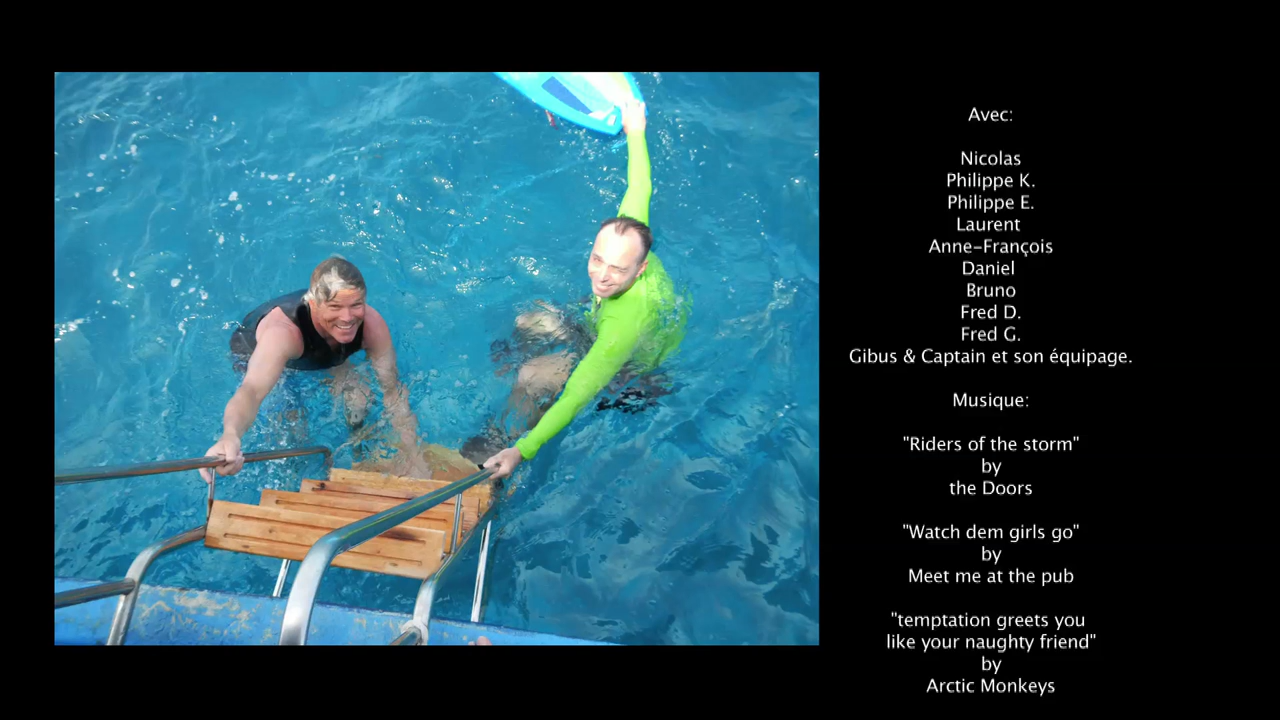 Avec:
Nicolas
Philippe K.
Philippe E.
Laurent
Anne-François
Daniel
Bruno
Fred D.
Fred G.
Gibus & Captain et son équipage.
Musique:
"Riders of the storm"
by
the Doors
"Watch dem girls go"
by
Meet me at the pub
"temptation greets you
like your naughty friend"
by
Arctic Monkeys